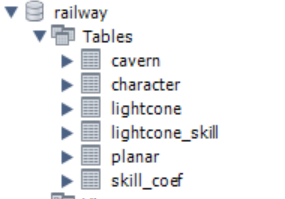 railway
Tables
cavern
character
lightcone
lightcone_skill
planar
skill_coef